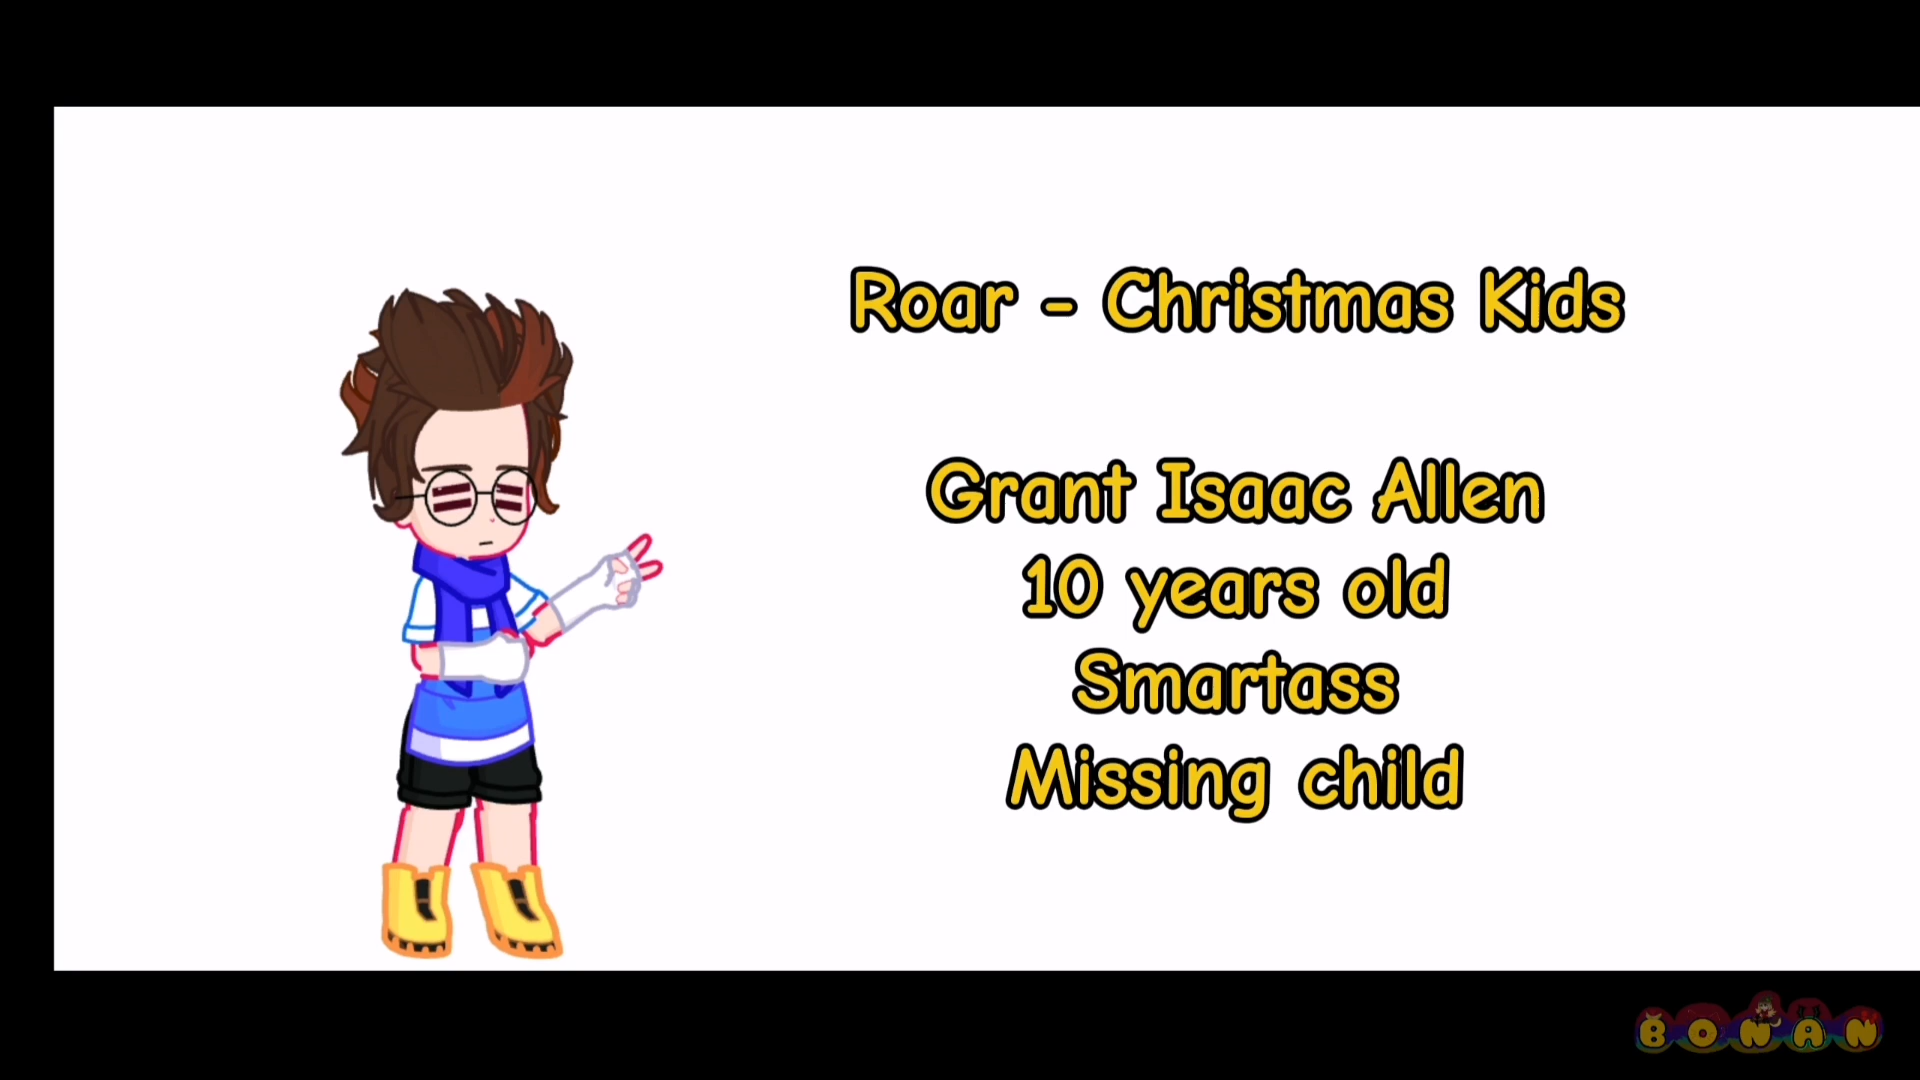 Roar - Christmas Kids
Grant Isaac Allen
10 years old
Smartass
Missing child
BONAN